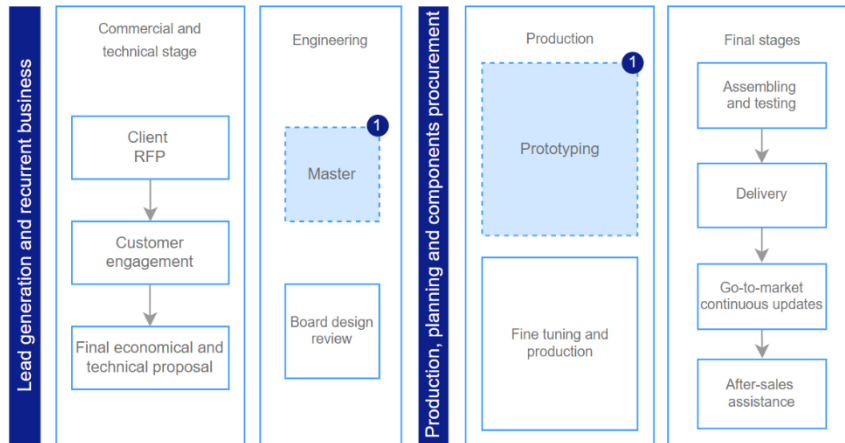 Lead generation and recurrent business
Commercial and
technical stage
Client
RFP
Customer
engagement
Final economical and
technical proposal
Engineering
1
Master
Board design
review
Production, planning and components procurement
Production
1
Prototyping
Fine tuning and
production
Final stages
Assembling
and testing
Delivery
Go-to-market
continuous updates
After-sales
assistance